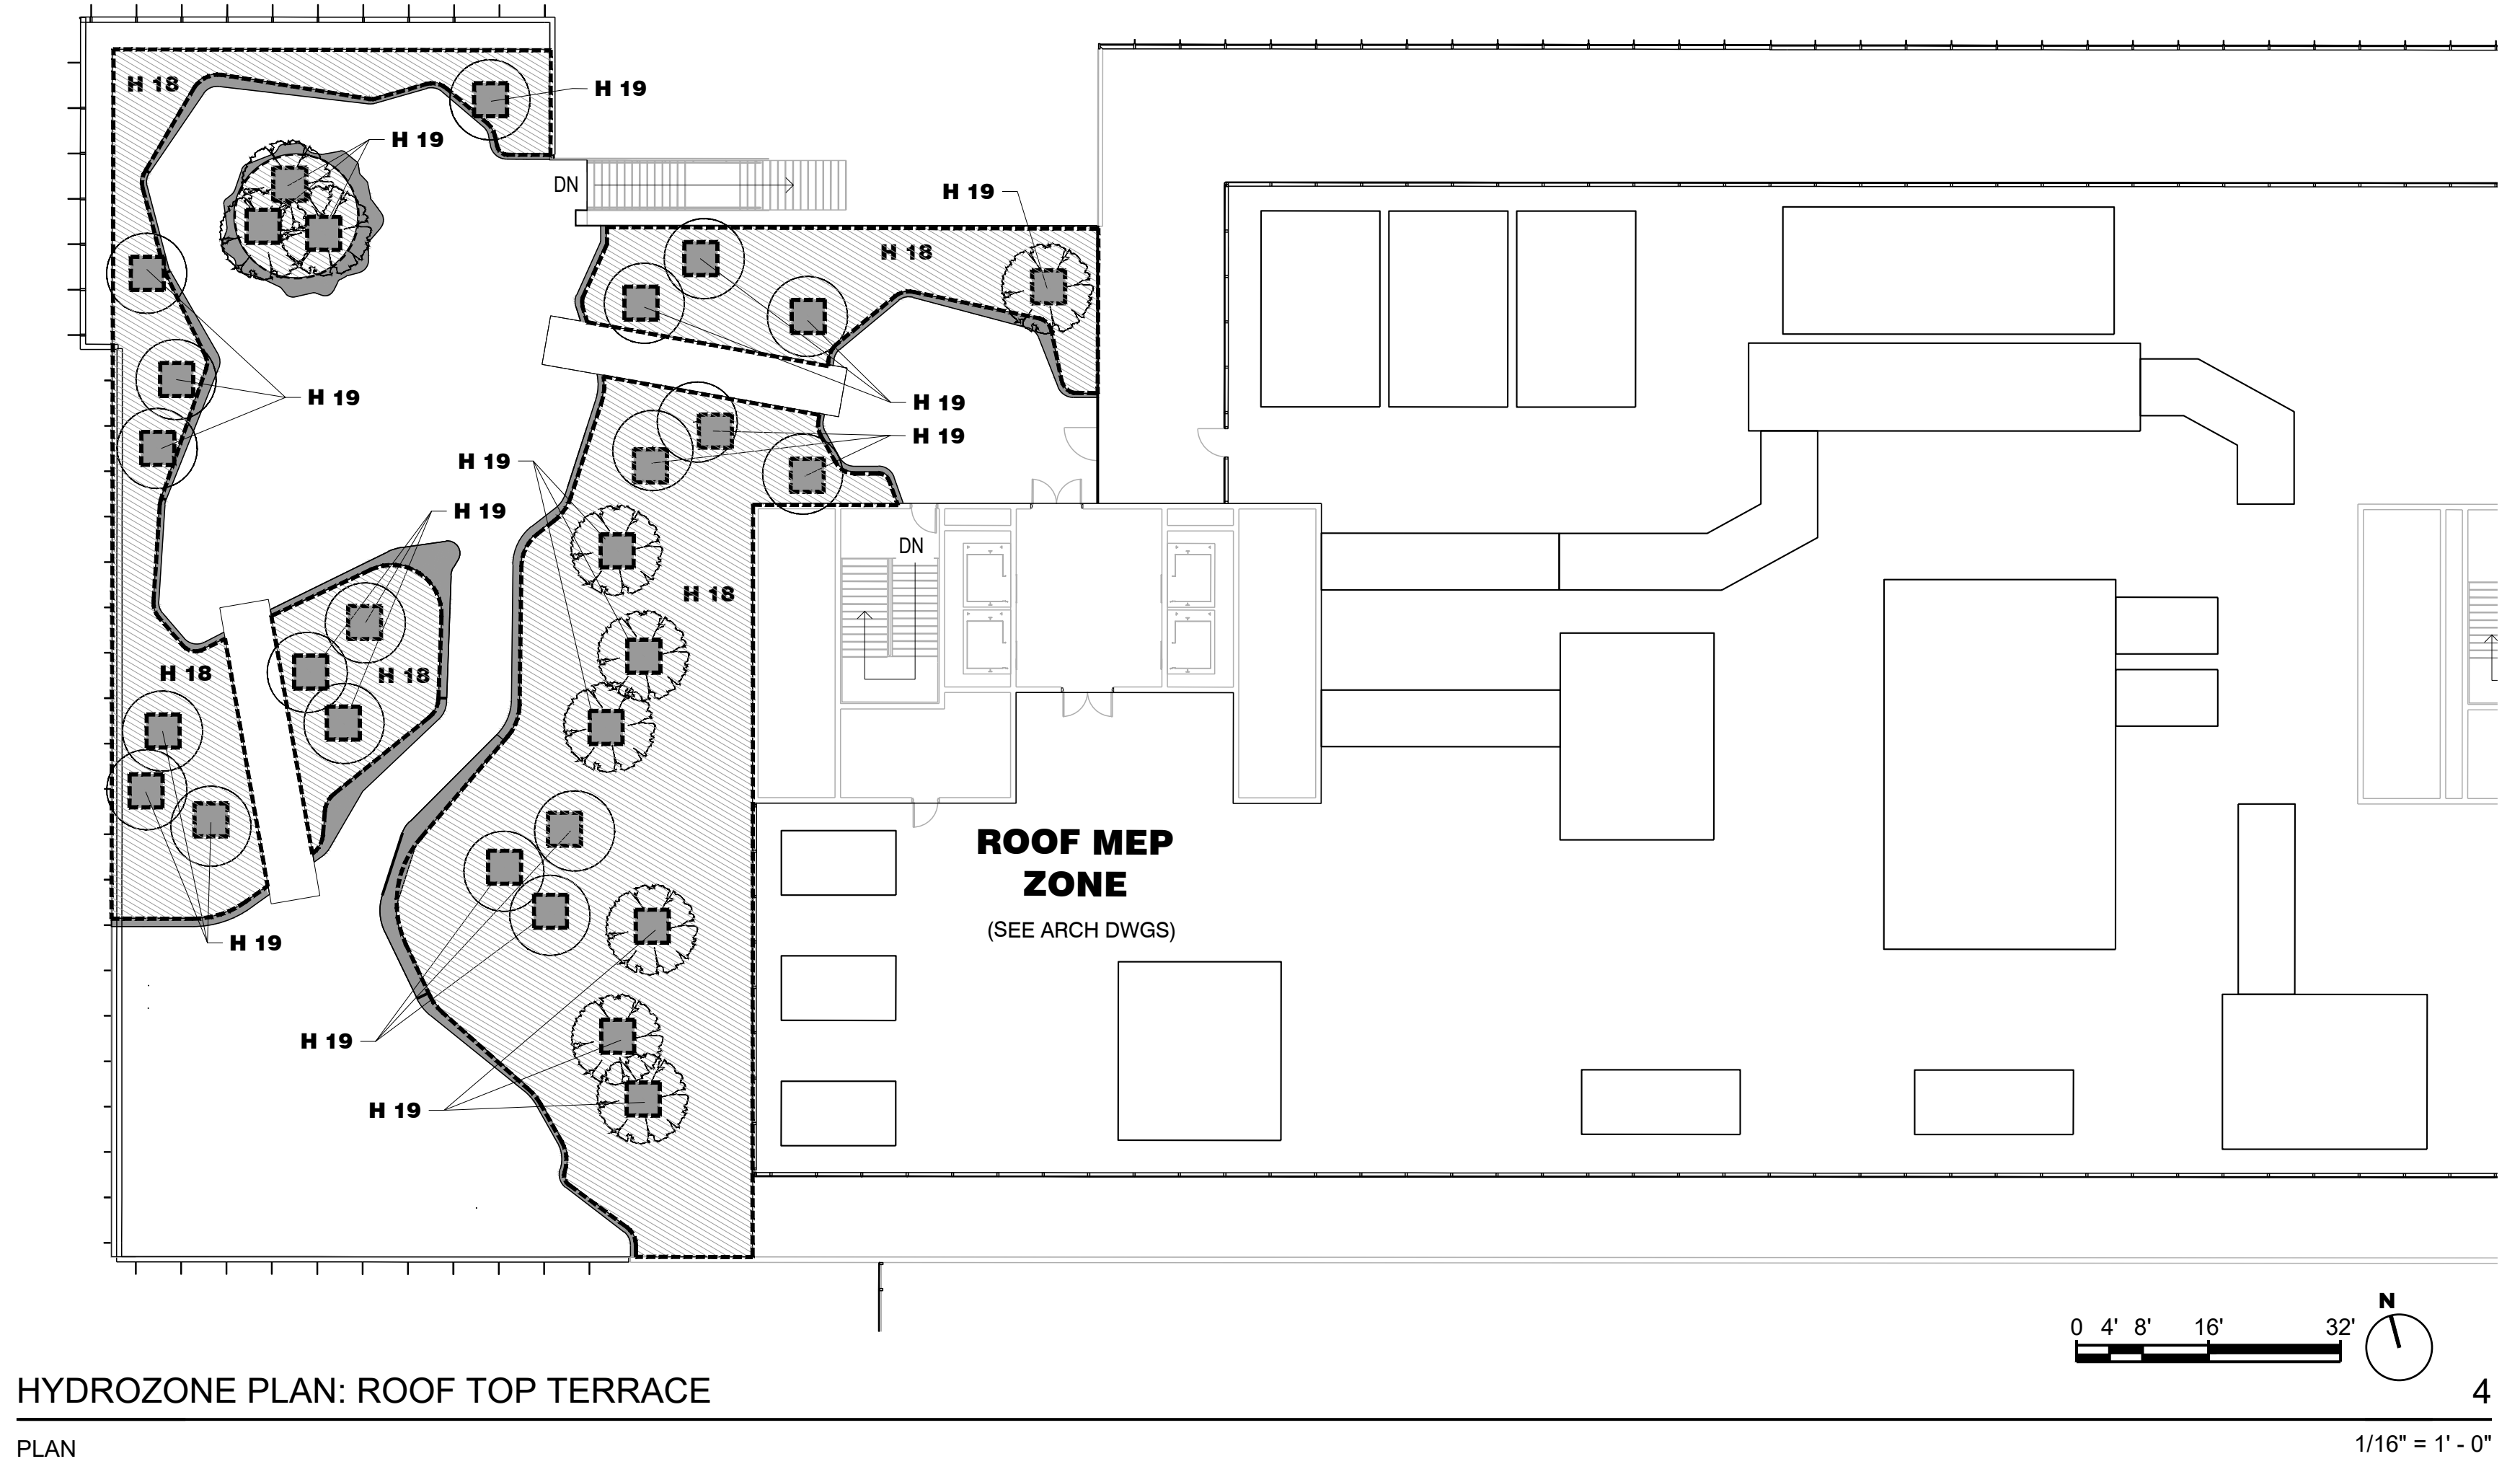 H 18
H 19
H 19
DN
H 19
H 18
H 19
H 19
H 19
H 19
H 19
DN
H 18
H 18
H 18
ROOF MEP
ZONE
(SEE ARCH DWGS)
H 19
H 19
H 19
N
0 4' 8' 16' 32'
HYDROZONE PLAN: ROOF TOP TERRACE
4
PLAN
1/16" = 1' - 0"